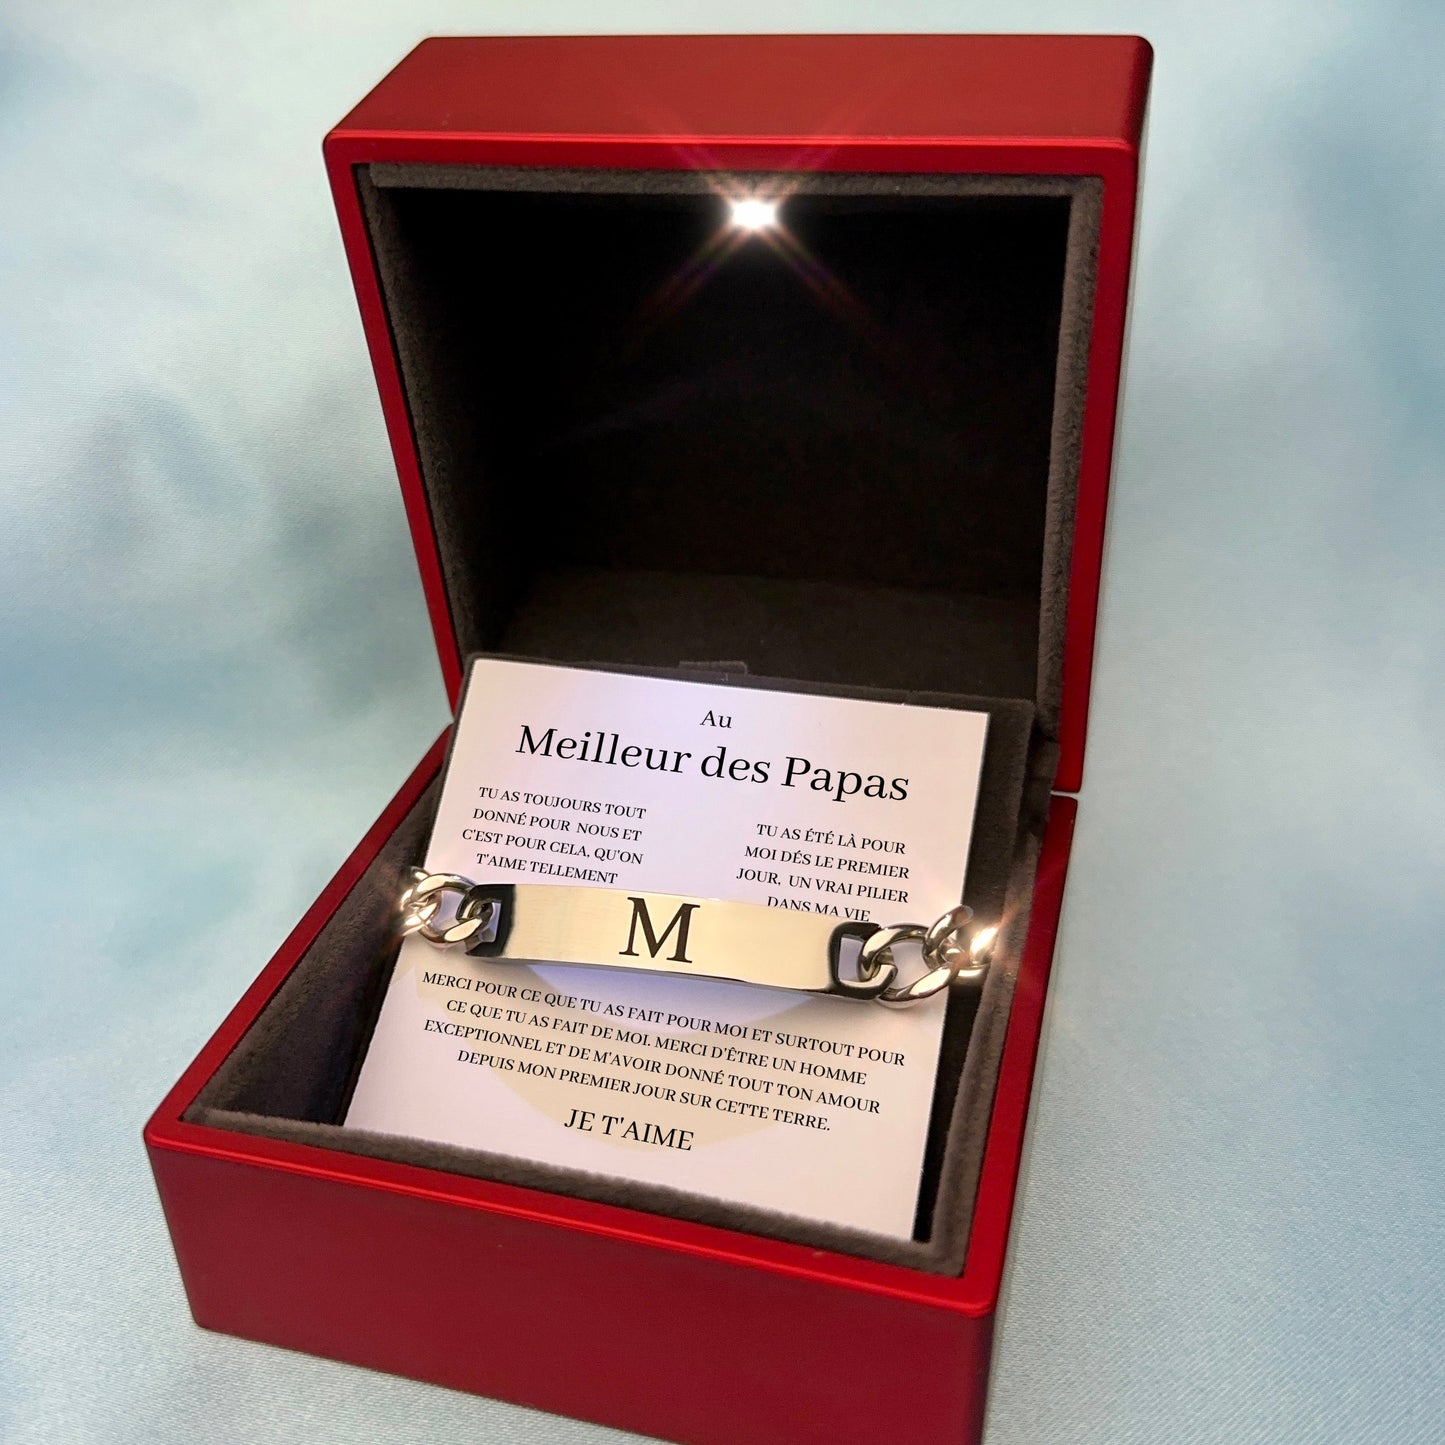 Au
Meilleur des Papas
TU AS TOUJOURS TOUT
DONNÉ POUR NOUS ET
C'EST POUR CELA, QU'ON
T'AIME TELLEMENT
TU AS ÉTÉ LÀ POUR
MOI DÉS LE PREMIER
JOUR, UN VRAI PILIER
DANS MA VIE
M
MERCI POUR CE QUE TU AS FAIT POUR MOI ET SURTOUT POUR
CE QUE TU AS FAIT DE MOI. MERCI D'ÊTRE UN HOMME
EXCEPTIONNEL ET DE M'AVOIR DONNÉ TOUT TON AMOUR
DEPUIS MON PREMIER JOUR SUR CETTE TERRE.
JE T'AIME